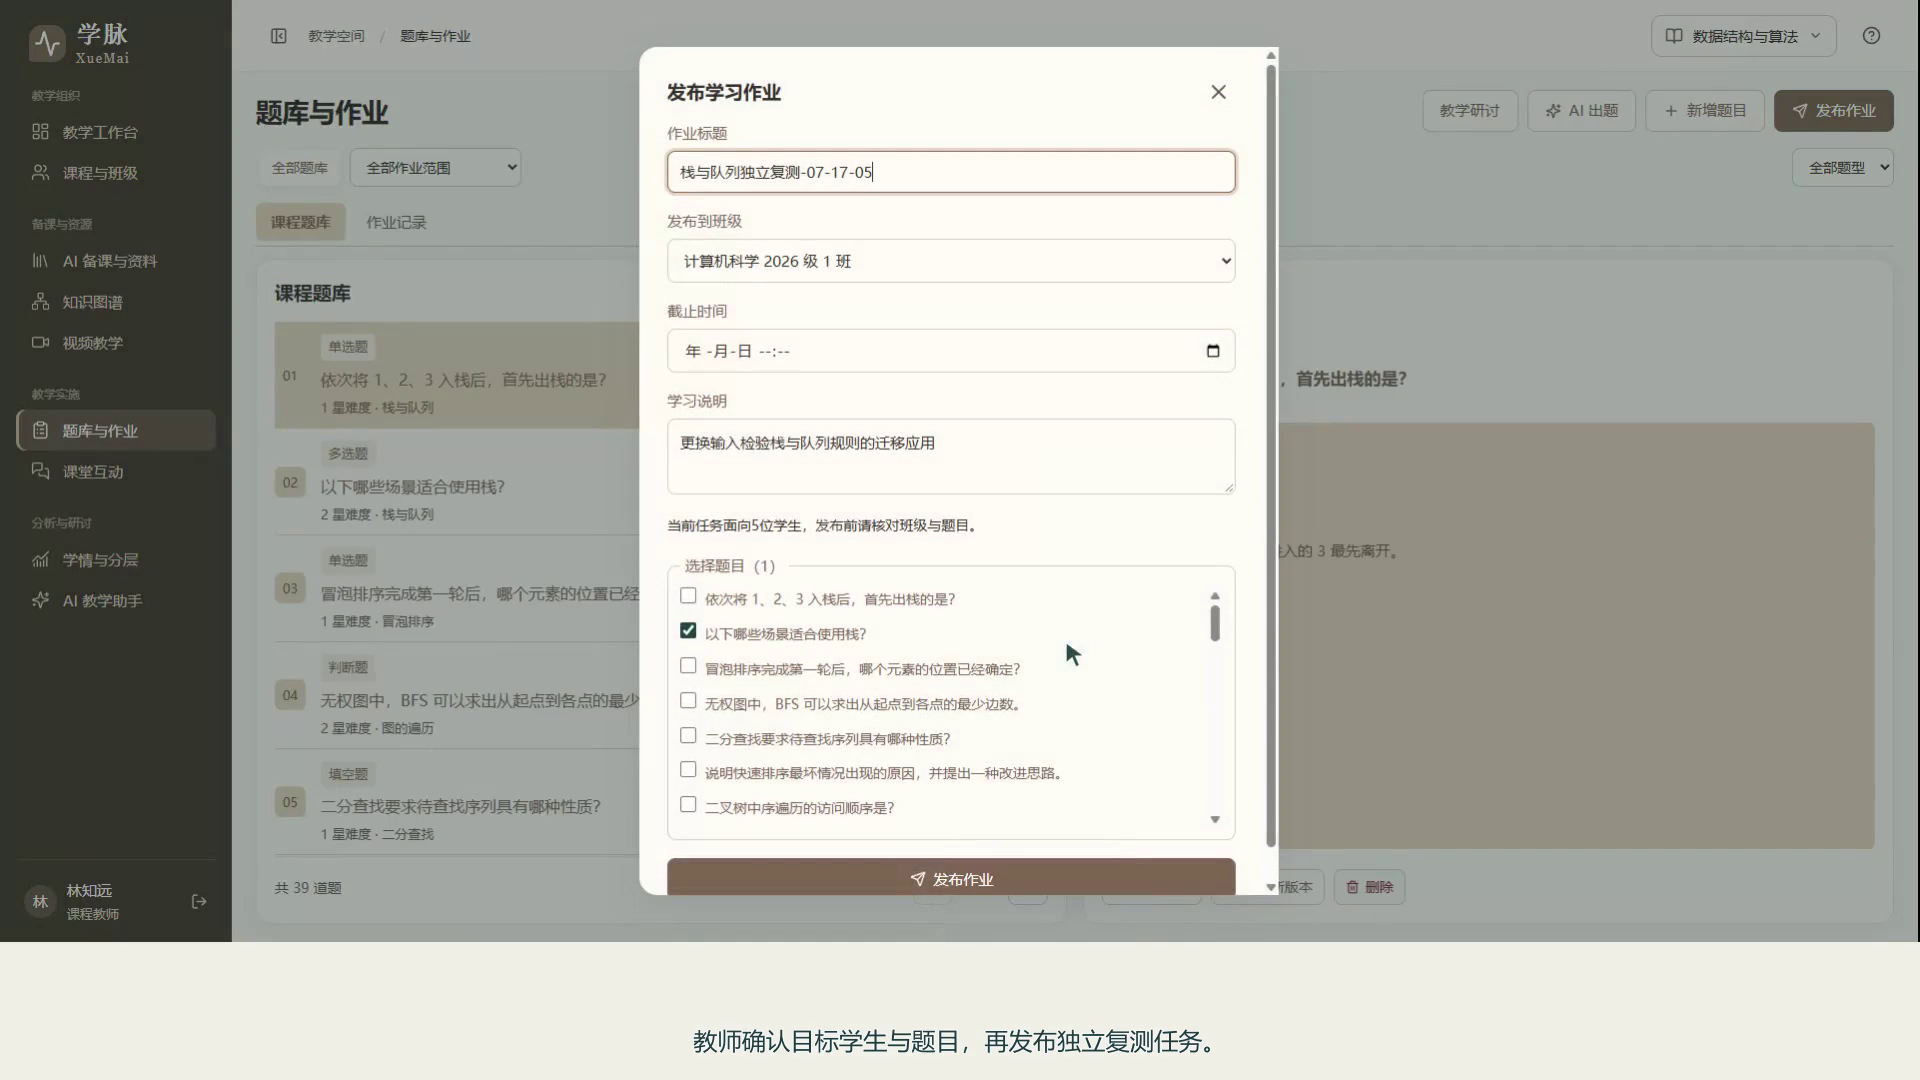 学脉
XueMai
教学组织
教学工作台
课程与班级
备课与资源
AI 备课与资料
知识图谱
视频教学
教学实施
题库与作业
课堂互动
分析与研讨
学情与分层
AI 教学助手
林
林知远
课程教师
教学空间 / 题库与作业
数据结构与算法
题库与作业
教学研讨
AI 出题
新增题目
发布作业
全部题库
全部作业范围
全部题型
课程题库
作业记录
课程题库
单选题
01
依次将 1、2、3 入栈后，首先出栈的是？
1 星难度 · 栈与队列
多选题
02
以下哪些场景适合使用栈？
2 星难度 · 栈与队列
单选题
03
冒泡排序完成第一轮后，哪个元素的位置已经
1 星难度 · 冒泡排序
判断题
04
无权图中，BFS 可以求出从起点到各点的最少
2 星难度 · 图的遍历
填空题
05
二分查找要求待查找序列具有哪种性质？
1 星难度 · 二分查找
共 39 道题
发布学习作业
作业标题
栈与队列独立复测-07-17-05
发布到班级
计算机科学 2026 级 1 班
截止时间
年 -月-日 --:--
学习说明
更换输入检验栈与队列规则的迁移应用
当前任务面向5位学生，发布前请核对班级与题目。
选择题目（1）
依次将 1、2、3 入栈后，首先出栈的是？
以下哪些场景适合使用栈？
冒泡排序完成第一轮后，哪个元素的位置已经确定？
无权图中，BFS 可以求出从起点到各点的最少边数。
二分查找要求待查找序列具有哪种性质？
说明快速排序最坏情况出现的原因，并提出一种改进思路。
二叉树中序遍历的访问顺序是？
发布作业
，首先出栈的是？
入的 3 最先离开。
版本
删除
教师确认目标学生与题目，再发布独立复测任务。